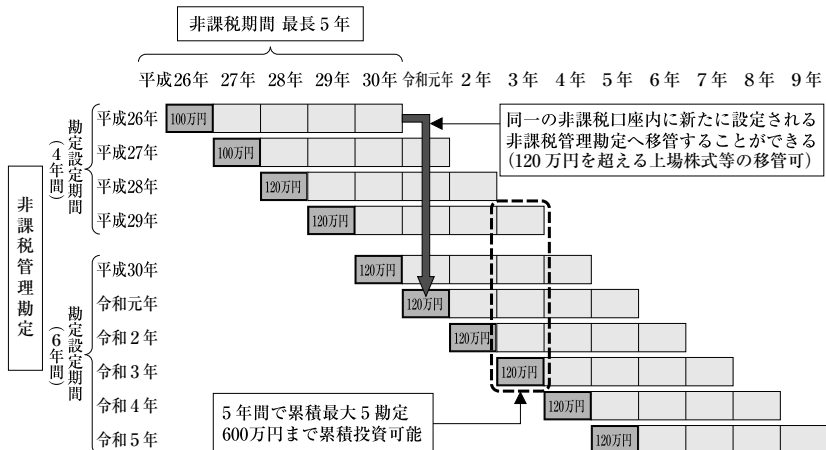 非課税期間 最長５年
平成26年 27年 28年 29年 30年 令和元年 ２年 ３年 ４年 ５年 ６年 ７年 ８年 ９年
非課税管理勘定
勘定設定期間
(４年間)
平成26年 100万円
平成27年 100万円
平成28年 120万円
平成29年 120万円
同一の非課税口座内に新たに設定される
非課税管理勘定へ移管することができる
(120万円を超える上場株式等の移管可)
勘定設定期間
(６年間)
平成30年 120万円
令和元年 120万円
令和２年 120万円
令和３年 120万円
令和４年 120万円
令和５年 120万円
５年間で累積最大５勘定
600万円まで累積投資可能